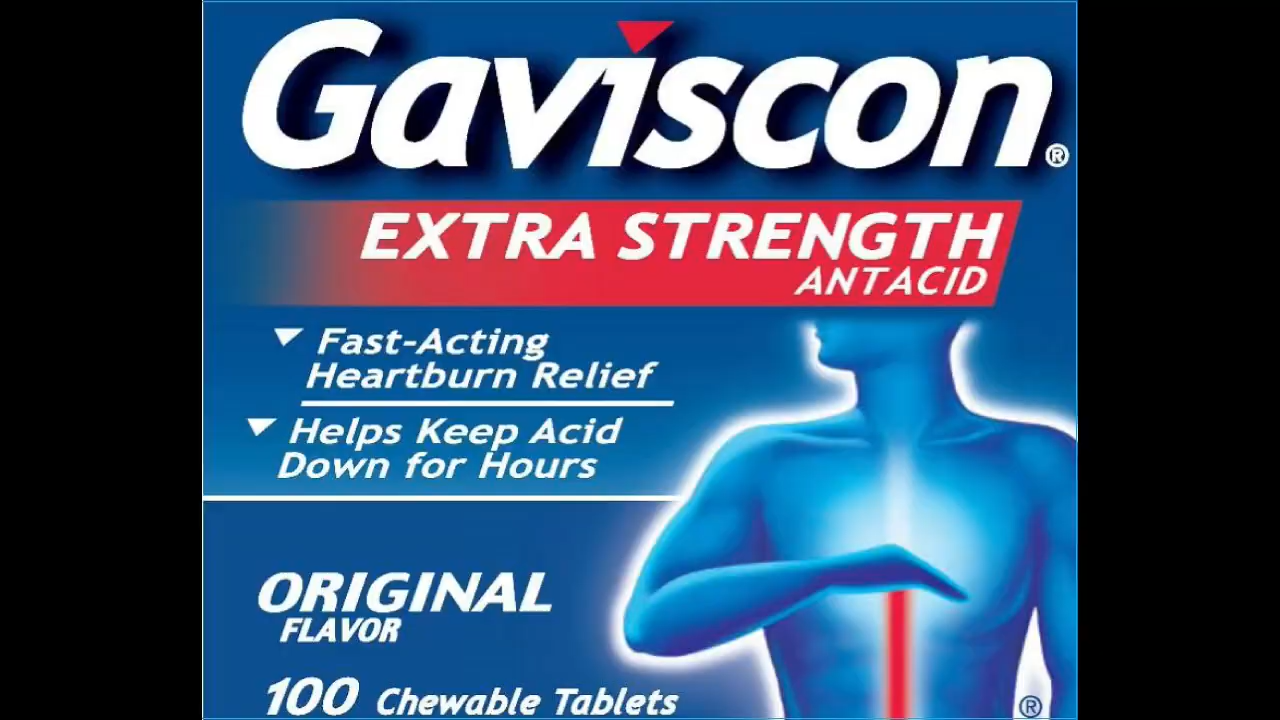 Gaviscon®
EXTRA STRENGTH
ANTACID
Fast-Acting
Heartburn Relief
Helps Keep Acid
Down for Hours
ORIGINAL
FLAVOR
100 Chewable Tablets
®